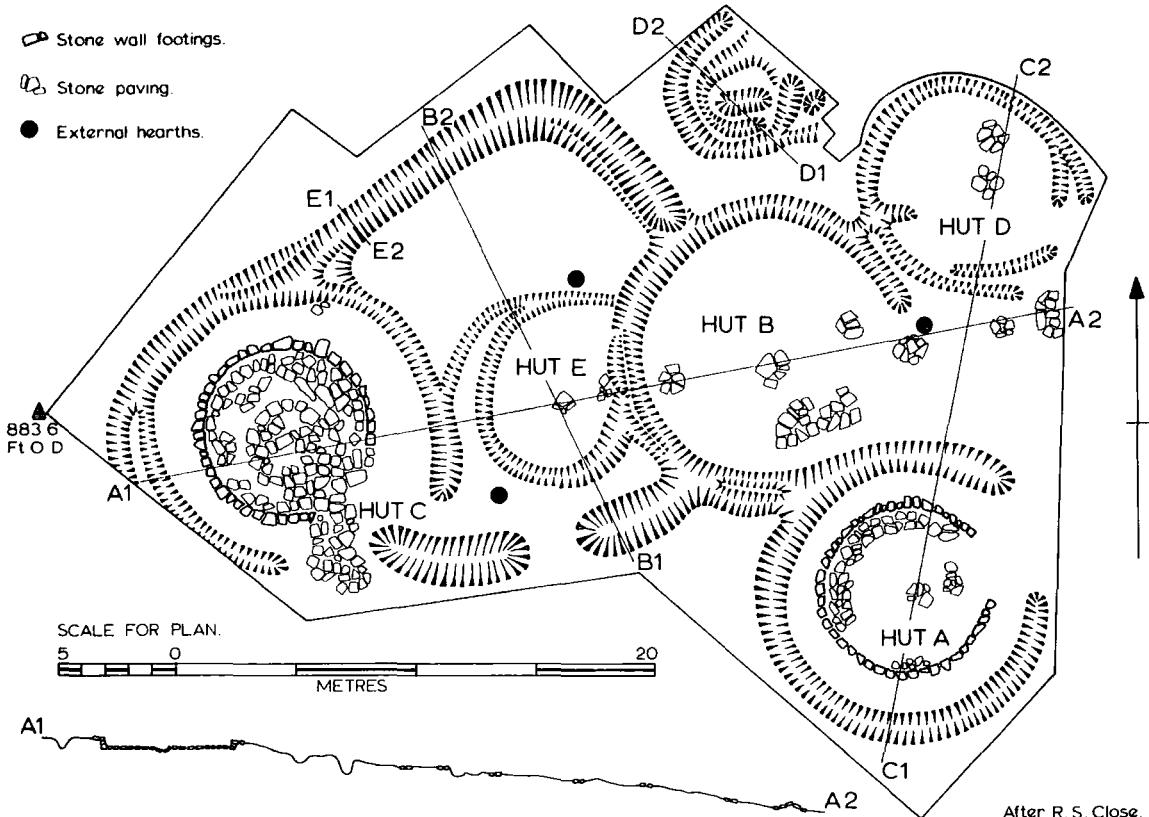 Stone wall footings.
Stone paving.
External hearths.
D2
C2
B2
D1
E1
E2
HUT D
HUT B
A2
HUT E
883 6
Ft O D
A1
HUT C
B1
HUT A
SCALE FOR PLAN.
5 0 20
METRES
C1
A1
A2
After R. S. Close.